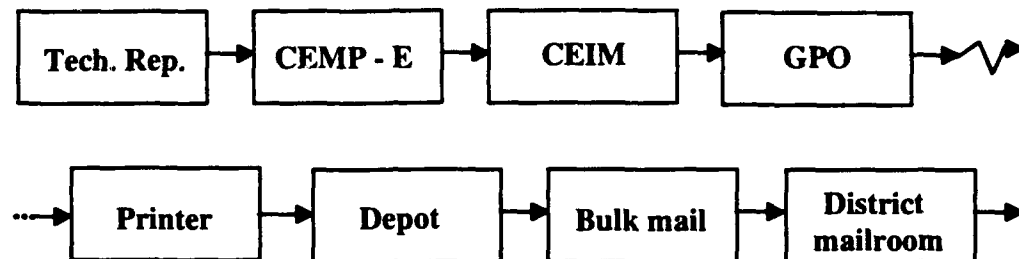 Tech. Rep.
CEMP - E
CEIM
GPO
Printer
Depot
Bulk mail
District
mailroom